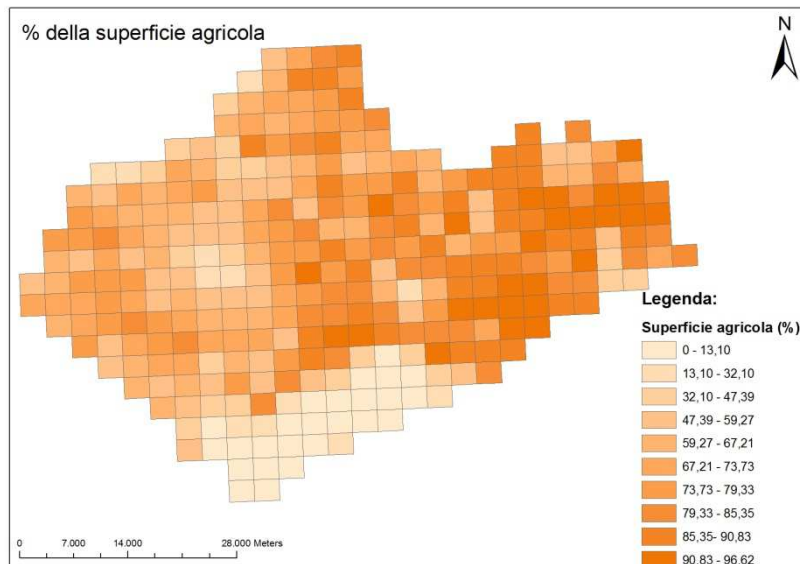 % della superficie agricola
N
Legenda:
Superficie agricola (%)
0 - 13,10
13,10 - 32,10
32,10 - 47,39
47,39 - 59,27
59,27 - 67,21
67,21 - 73,73
73,73 - 79,33
79,33 - 85,35
85,35- 90,83
90,83 - 96,62
0 7.000 14.000 28.000 Meters